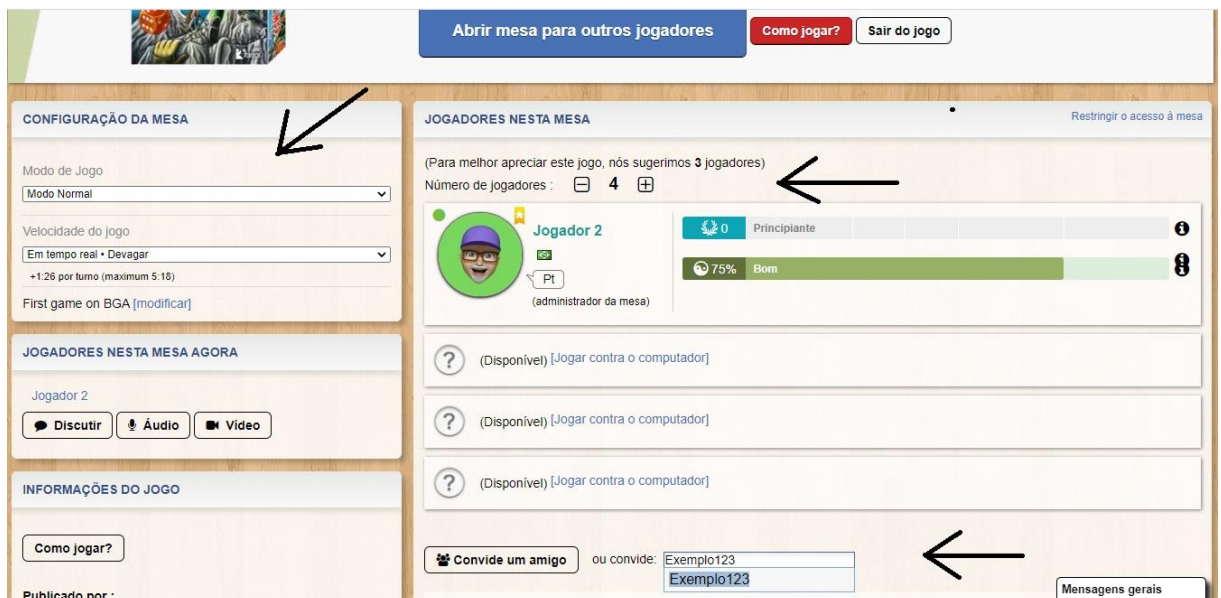 Abrir mesa para outros jogadores
Como jogar?
Sair do jogo
CONFIGURAÇÃO DA MESA
Modo de Jogo
Modo Normal
Velocidade do jogo
Em tempo real • Devagar
+1:26 por turno (maximum 5:18)
First game on BGA [modificar]
JOGADORES NESTA MESA AGORA
Jogador 2
Discutir
Áudio
Vídeo
INFORMAÇÕES DO JOGO
Como jogar?
Publicado por :
JOGADORES NESTA MESA
Restringir o acesso à mesa
(Para melhor apreciar este jogo, nós sugerimos 3 jogadores)
Número de jogadores : 4
Jogador 2
Pt
(administrador da mesa)
0 Principiante
75% Bom
(Disponível) [Jogar contra o computador]
(Disponível) [Jogar contra o computador]
(Disponível) [Jogar contra o computador]
Convide um amigo ou convide: Exemplo123
Exemplo123
Mensagens gerais